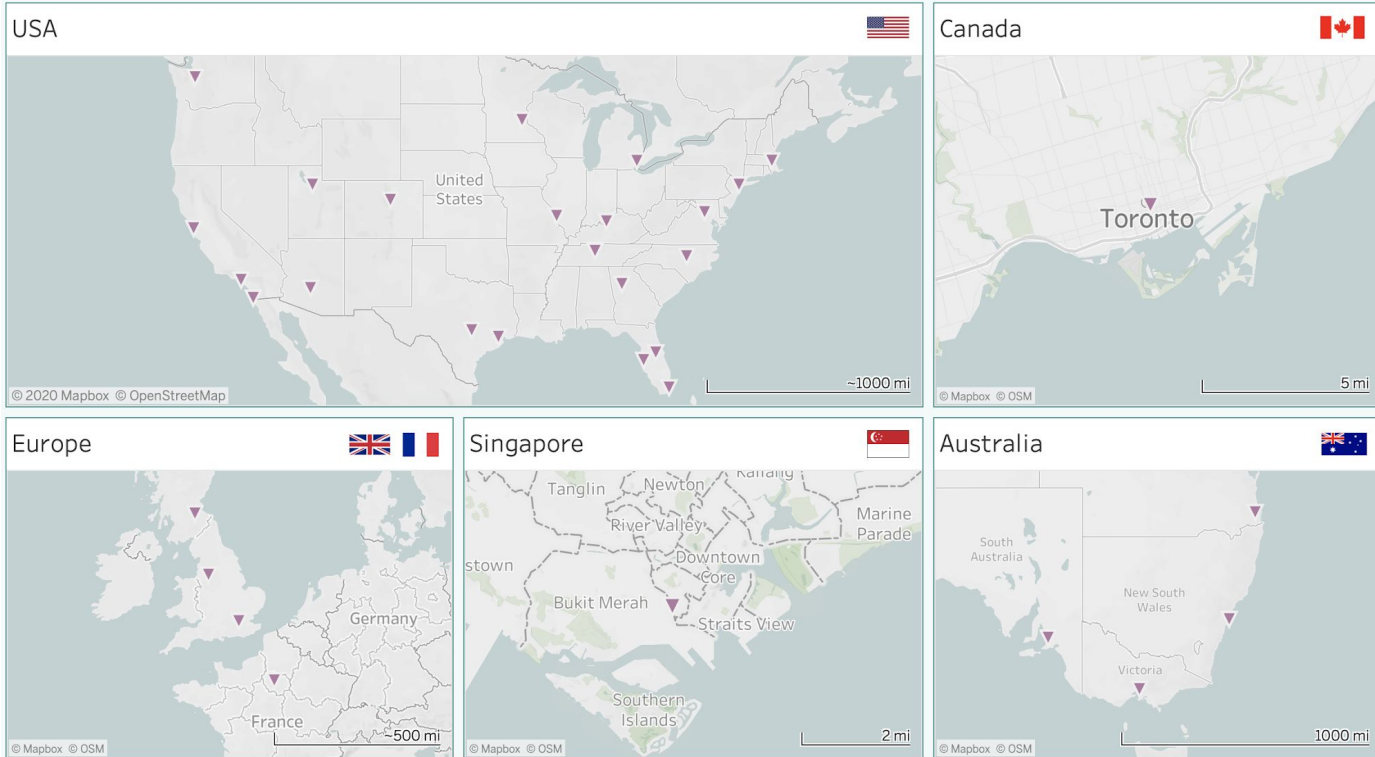 USA
United
States
~1000 mi
© 2020 Mapbox © OpenStreetMap
Canada
Toronto
5 mi
© Mapbox © OSM
Europe
Germany
France
~500 mi
© Mapbox © OSM
Singapore
Kallang
Tanglin
Newton
River Valley
Marine
Parade
Downtown
Core
stown
Bukit Merah
Straits View
Southern
Islands
2 mi
© Mapbox © OSM
Australia
South
Australia
New South
Wales
Victoria
1000 mi
© Mapbox © OSM